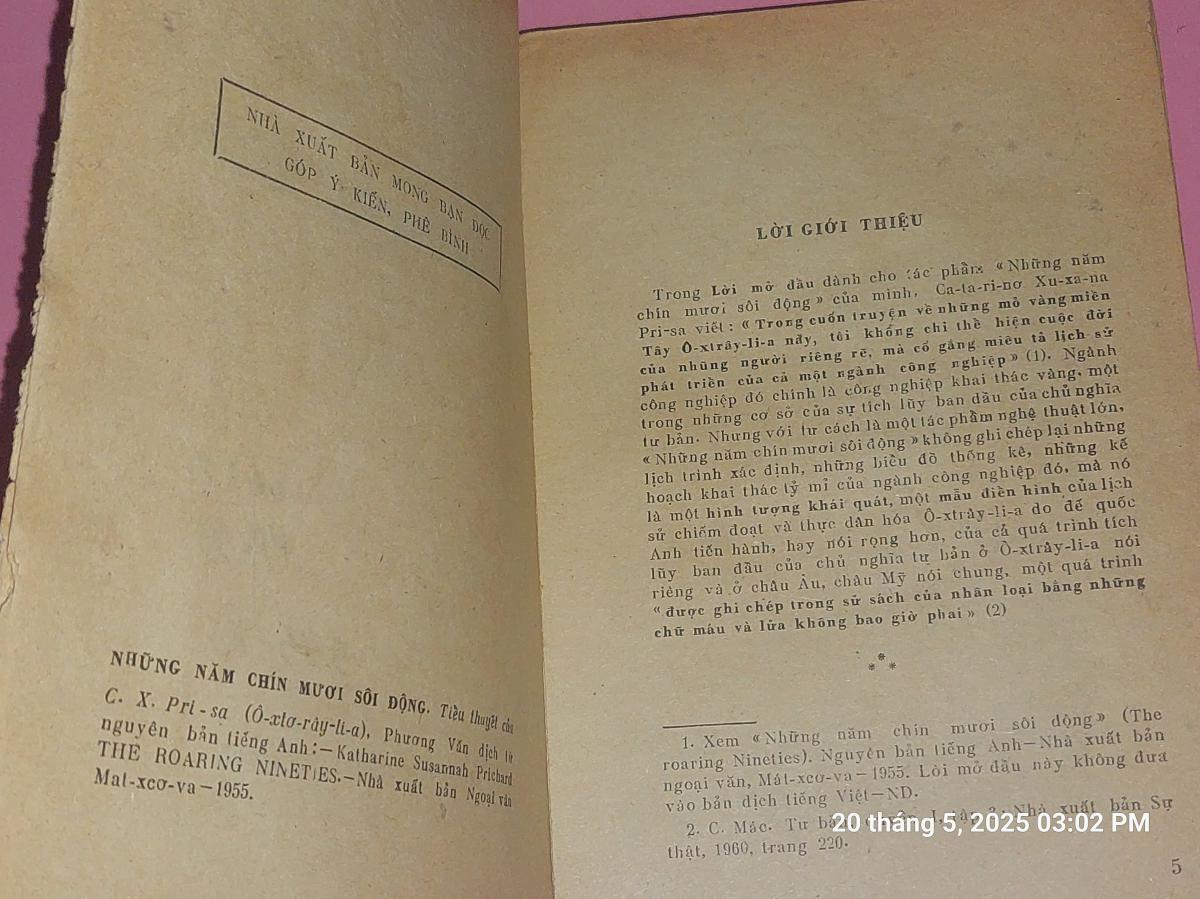 NHÀ XUẤT BẢN MONG BẠN ĐỌC
GÓP Ý KIẾN, PHÊ BÌNH
NHỮNG NĂM CHÍN MƯƠI SÔI ĐỘNG. Tiểu thuyết của
C. X. Pri-sa (Ô-xtơ-rây-li-a), Phương Văn dịch từ
nguyên bản tiếng Anh:—Katharine Susannah Prichard
THE ROARING NINETIES.—Nhà xuất bản Ngoại văn
Mat-xcơ-va—1955.
LỜI GIỚI THIỆU
Trong Lời mở đầu dành cho tác phẩm «Những năm
chín mươi sôi động» của mình, Ca-ta-ri-nơ Xu-xa-na
Pri-sa viết: «Trong cuốn truyện về những mỏ vàng miền
Tây Ô-xtrây-li-a nầy, tôi không chỉ thể hiện cuộc đời
của những người riêng rẽ, mà cố gắng miêu tả lịch sử
phát triển của cả một ngành công nghiệp» (1). Ngành
công nghiệp đó chính là công nghiệp khai thác vàng, một
trong những cơ sở của sự tích lũy ban đầu của chủ nghĩa
tư bản. Nhưng với tư cách là một tác phẩm nghệ thuật lớn,
«Những năm chín mươi sôi động» không ghi chép lại những
lịch trình xác định, những biểu đồ thống kê, những kế
hoạch khai thác tỷ mỉ của ngành công nghiệp đó, mà nó
là một hình tượng khái quát, một mẫu điển hình của lịch
sử chiếm đoạt và thực dân hóa Ô-xtrây-li-a do đế quốc
Anh tiến hành, hay nói rọng hơn, của cả quá trình tích
lũy ban đầu của chủ nghĩa tư bản ở Ô-xtrây-li-a nói
riêng và ở châu Âu, châu Mỹ nói chung, một quá trình
«được ghi chép trong sử sách của nhân loại bằng những
chữ máu và lửa không bao giờ phai» (2)
1. Xem «Những năm chín mươi sôi động» (The
roaring Nineties). Nguyên bản tiếng Anh—Nhà xuất bản
ngoại văn, Mát-xcơ-va—1955. Lời mở đầu này không đưa
vào bản dịch tiếng Việt—ND.
2. C. Mác. Tư Nhà xuất bản Sự
thật, 1960, trang 220.
20 tháng 5, 2025 03:02 PM
5